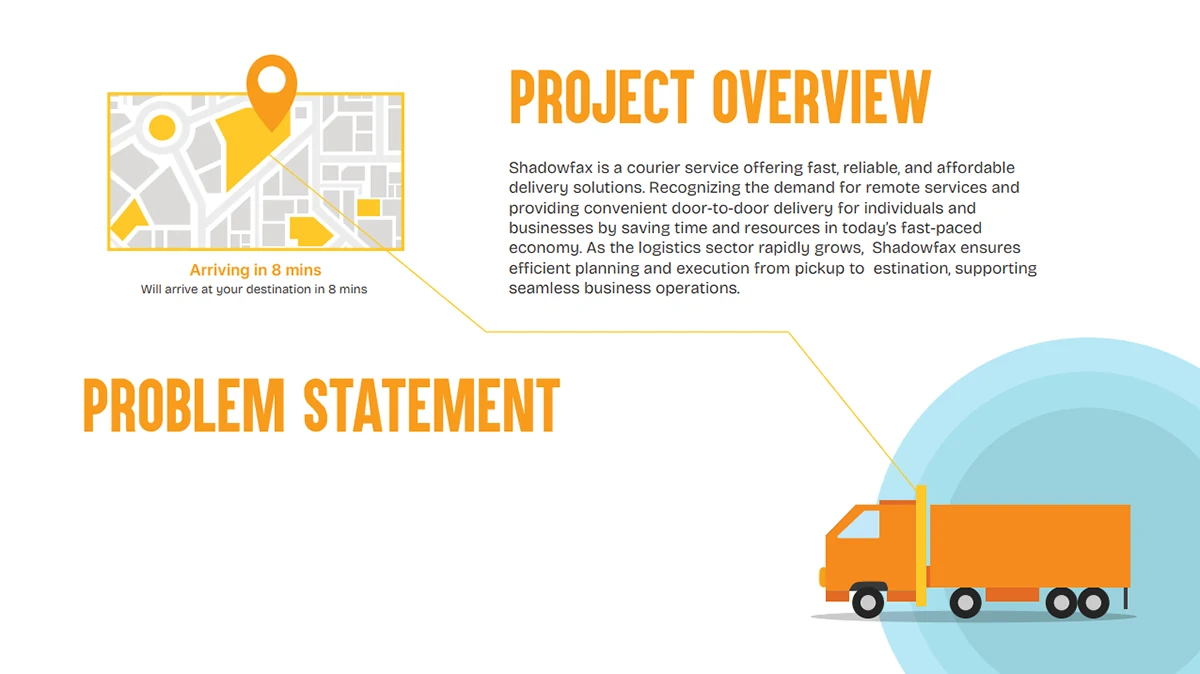 PROJECT OVERVIEW
Shadowfax is a courier service offering fast, reliable, and affordable
delivery solutions. Recognizing the demand for remote services and
providing convenient door-to-door delivery for individuals and
businesses by saving time and resources in today's fast-paced
economy. As the logistics sector rapidly grows,  Shadowfax ensures
efficient planning and execution from pickup to  estination, supporting
seamless business operations.
Arriving in 8 mins
Will arrive at your destination in 8 mins
PROBLEM STATEMENT